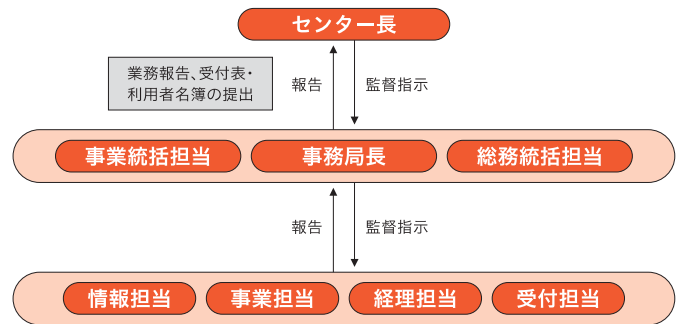 センター長
業務報告、受付表・
利用者名簿の提出
報告
監督指示
事業統括担当
事務局長
総務統括担当
報告
監督指示
情報担当
事業担当
経理担当
受付担当